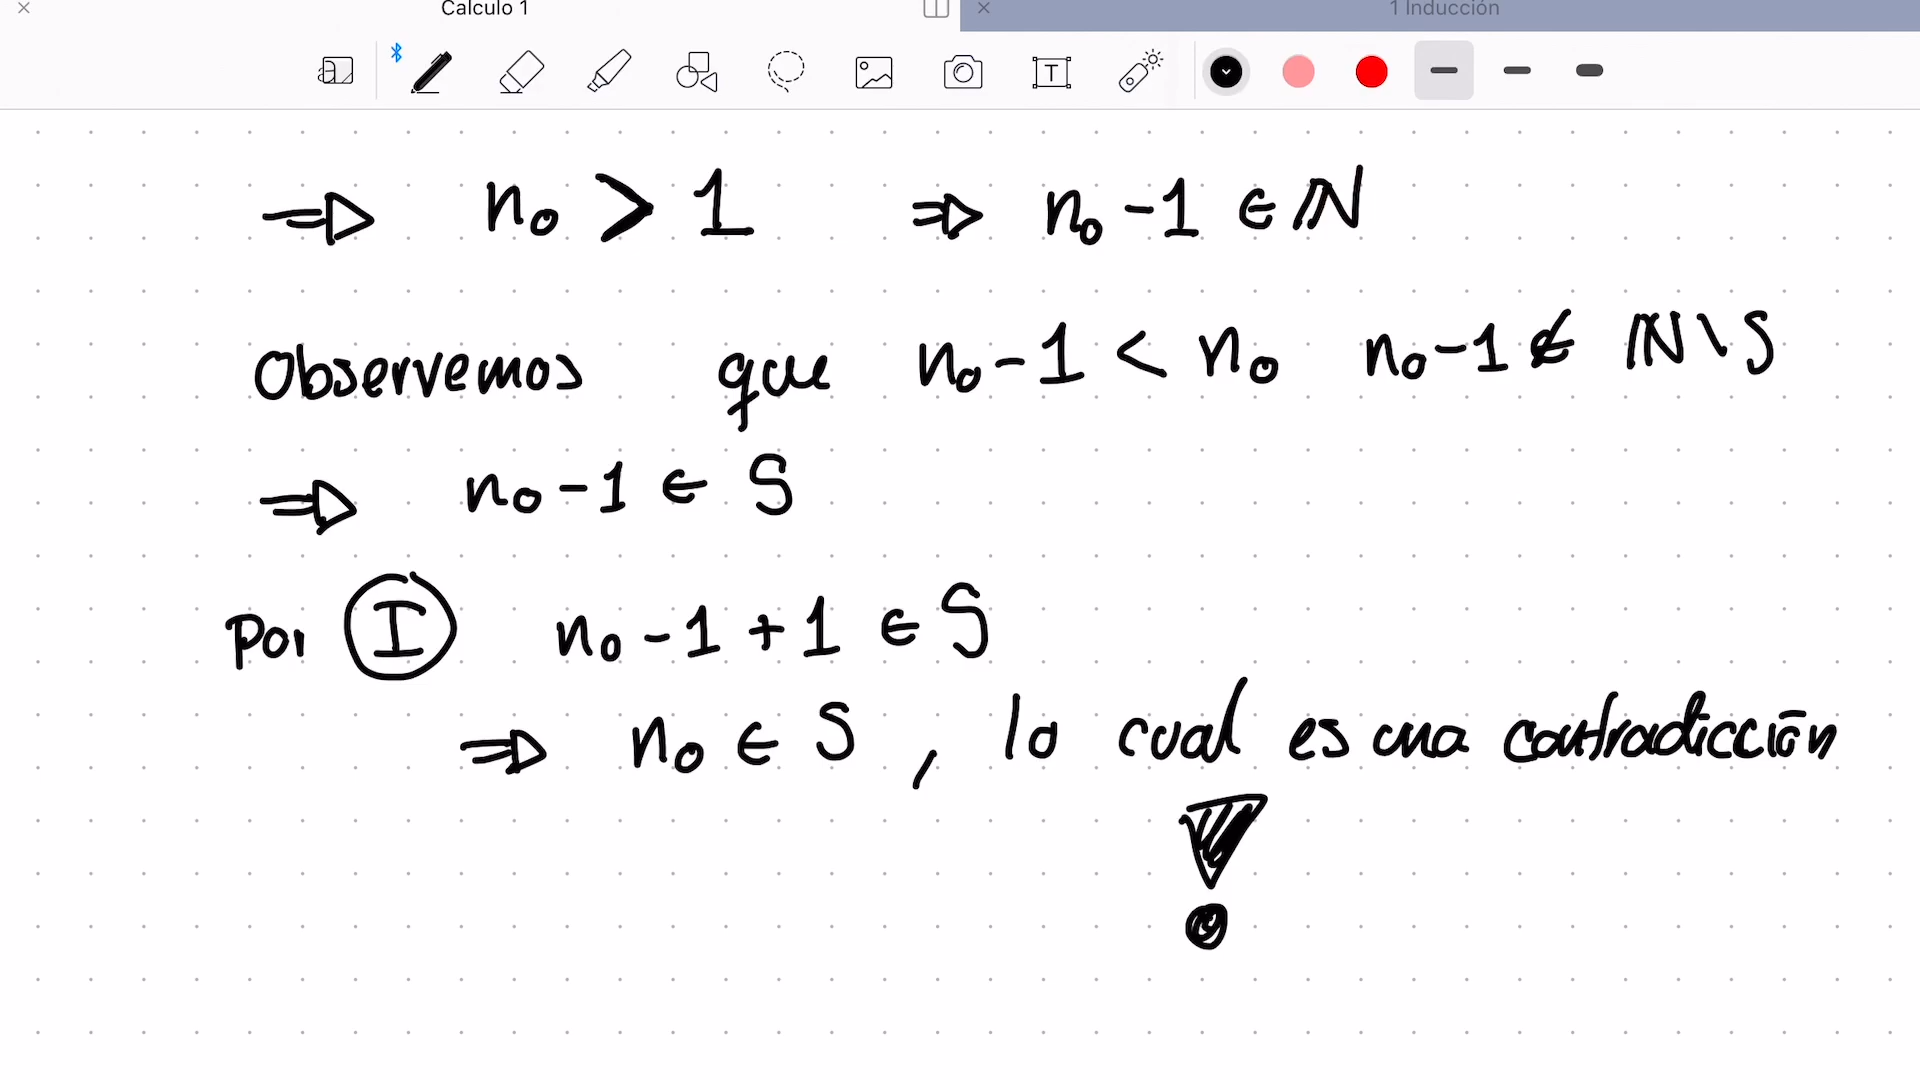 Calculo 1
1 Inducción
⇒ n₀ > 1 ⇒ n₀ - 1 ∈ ℕ
Observemos que n₀ - 1 < n₀ n₀ - 1 ∉ ℕ \ S
⇒ n₀ - 1 ∈ S
Por Ⓘ n₀ - 1 + 1 ∈ S
⇒ n₀ ∈ S , lo cual es una contradicción
!